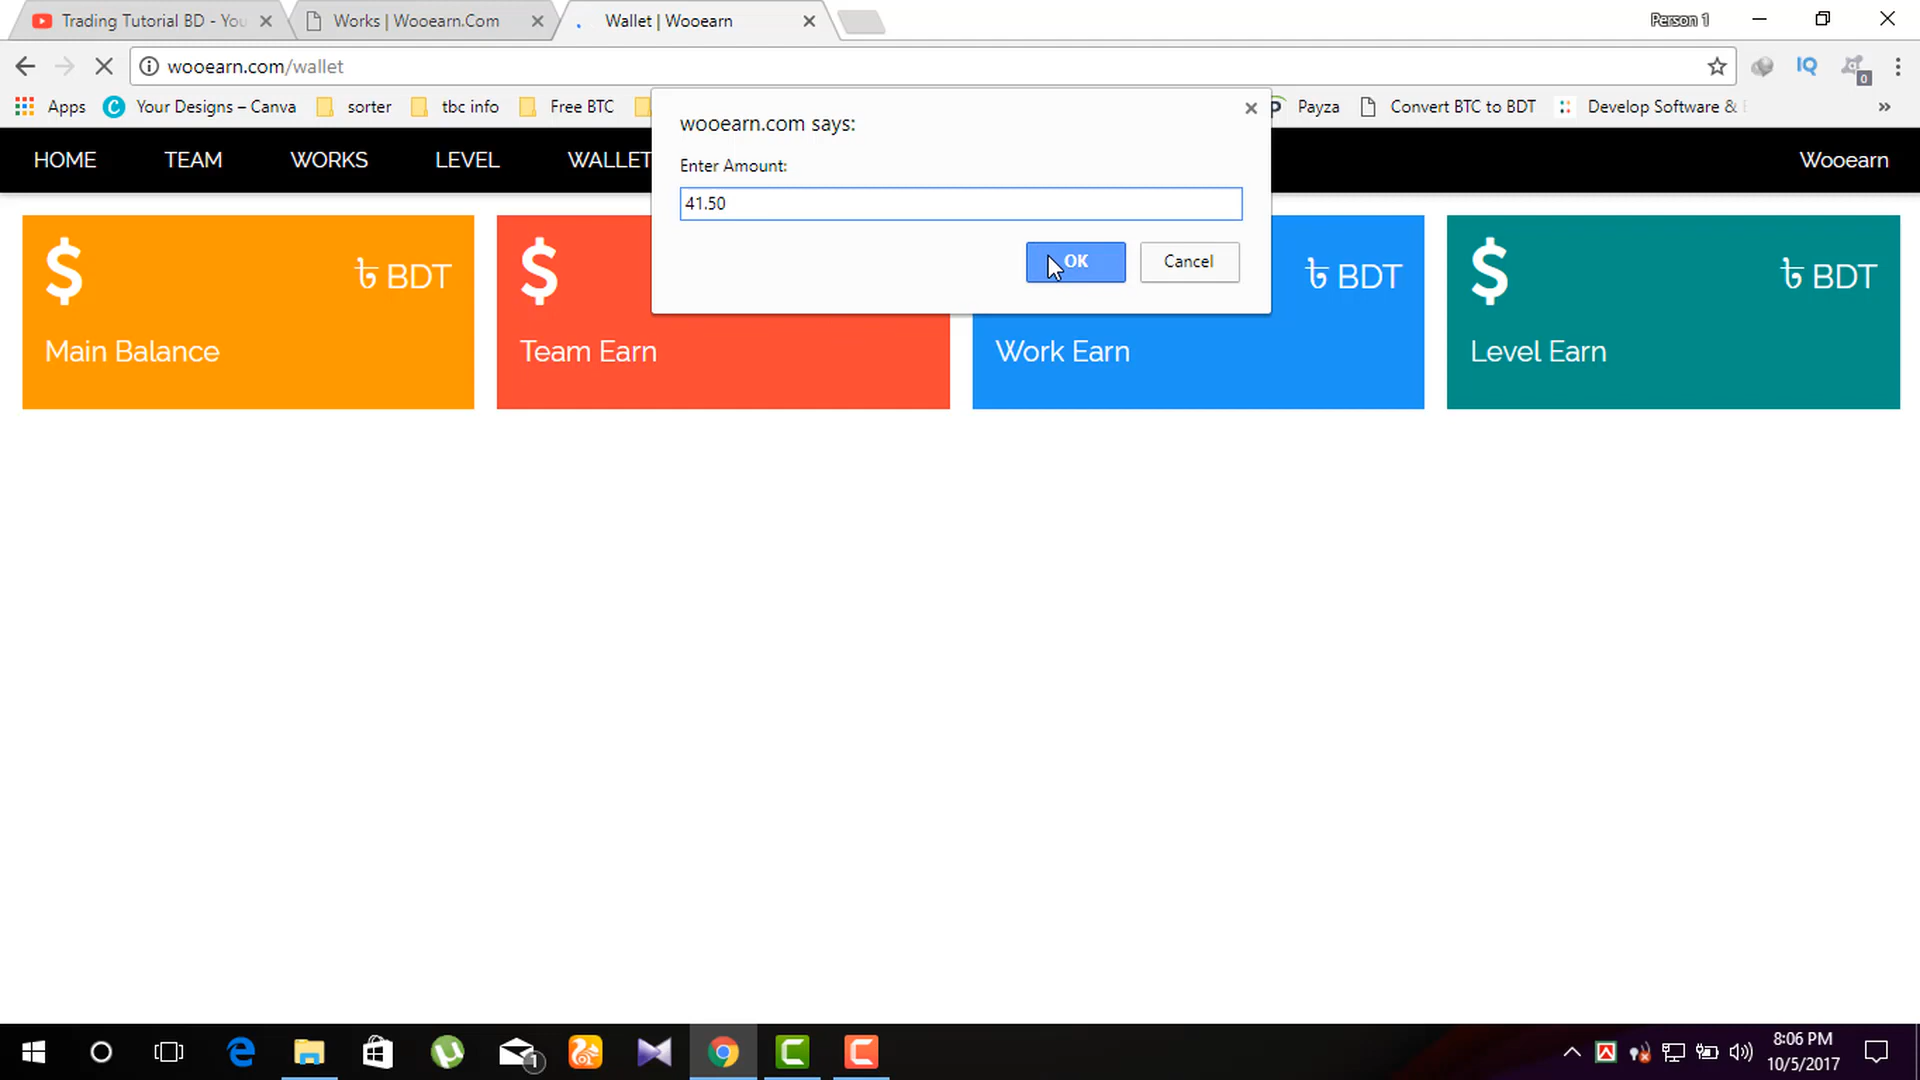 Trading Tutorial BD - You
Works | Wooearn.Com
Wallet | Wooearn
Person 1
wooearn.com/wallet
IQ
0
Apps
Your Designs – Canva
sorter
tbc info
Free BTC
Payza
Convert BTC to BDT
Develop Software &
»
wooearn.com says:
Enter Amount:
41.50
OK
Cancel
HOME
TEAM
WORKS
LEVEL
WALLET
Wooearn
$
৳ BDT
Main Balance
$
Team Earn
৳ BDT
Work Earn
$
৳ BDT
Level Earn
1
8:06 PM
10/5/2017